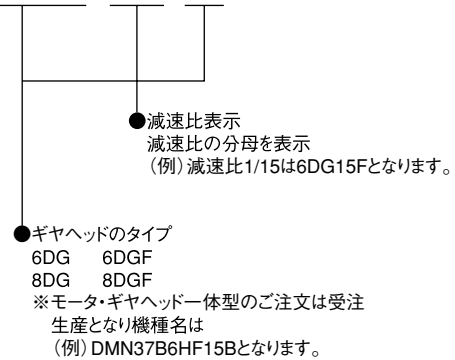 ●減速比表示
減速比の分母を表示
（例）減速比1/15は6DG15Fとなります。
●ギヤヘッドのタイプ
6DG 6DGF
8DG 8DGF
※モータ・ギヤヘッド一体型のご注文は受注
生産となり機種名は
（例）DMN37B6HF15Bとなります。